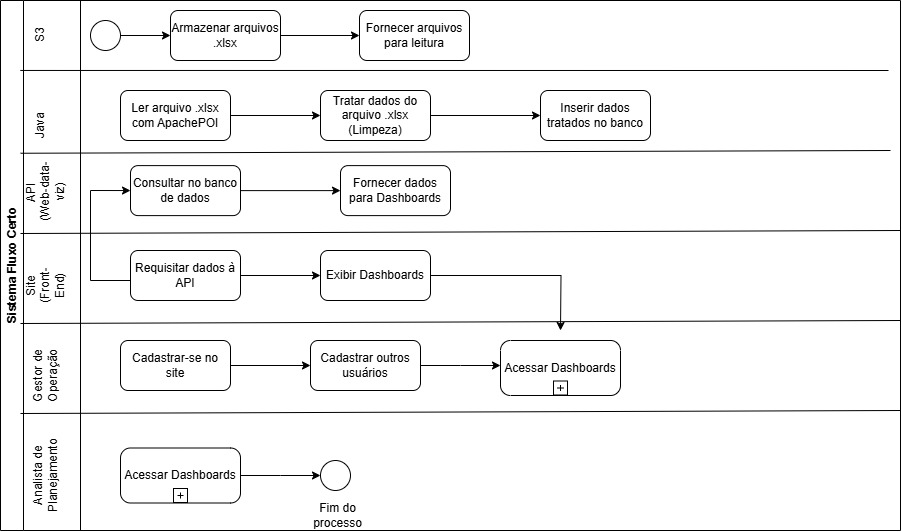 Sistema Fluxo Certo
S3
Armazenar arquivos
.xlsx
Fornecer arquivos
para leitura
Java
Ler arquivo .xlsx
com ApachePOI
Tratar dados do
arquivo .xlsx
(Limpeza)
Inserir dados
tratados no banco
API
(Web-data-
viz)
Consultar no banco
de dados
Fornecer dados
para Dashboards
Site
(Front-
End)
Requisitar dados à
API
Exibir Dashboards
Gestor de
Operação
Cadastrar-se no
site
Cadastrar outros
usuários
Acessar Dashboards
Analista de
Planejamento
Acessar Dashboards
Fim do
processo